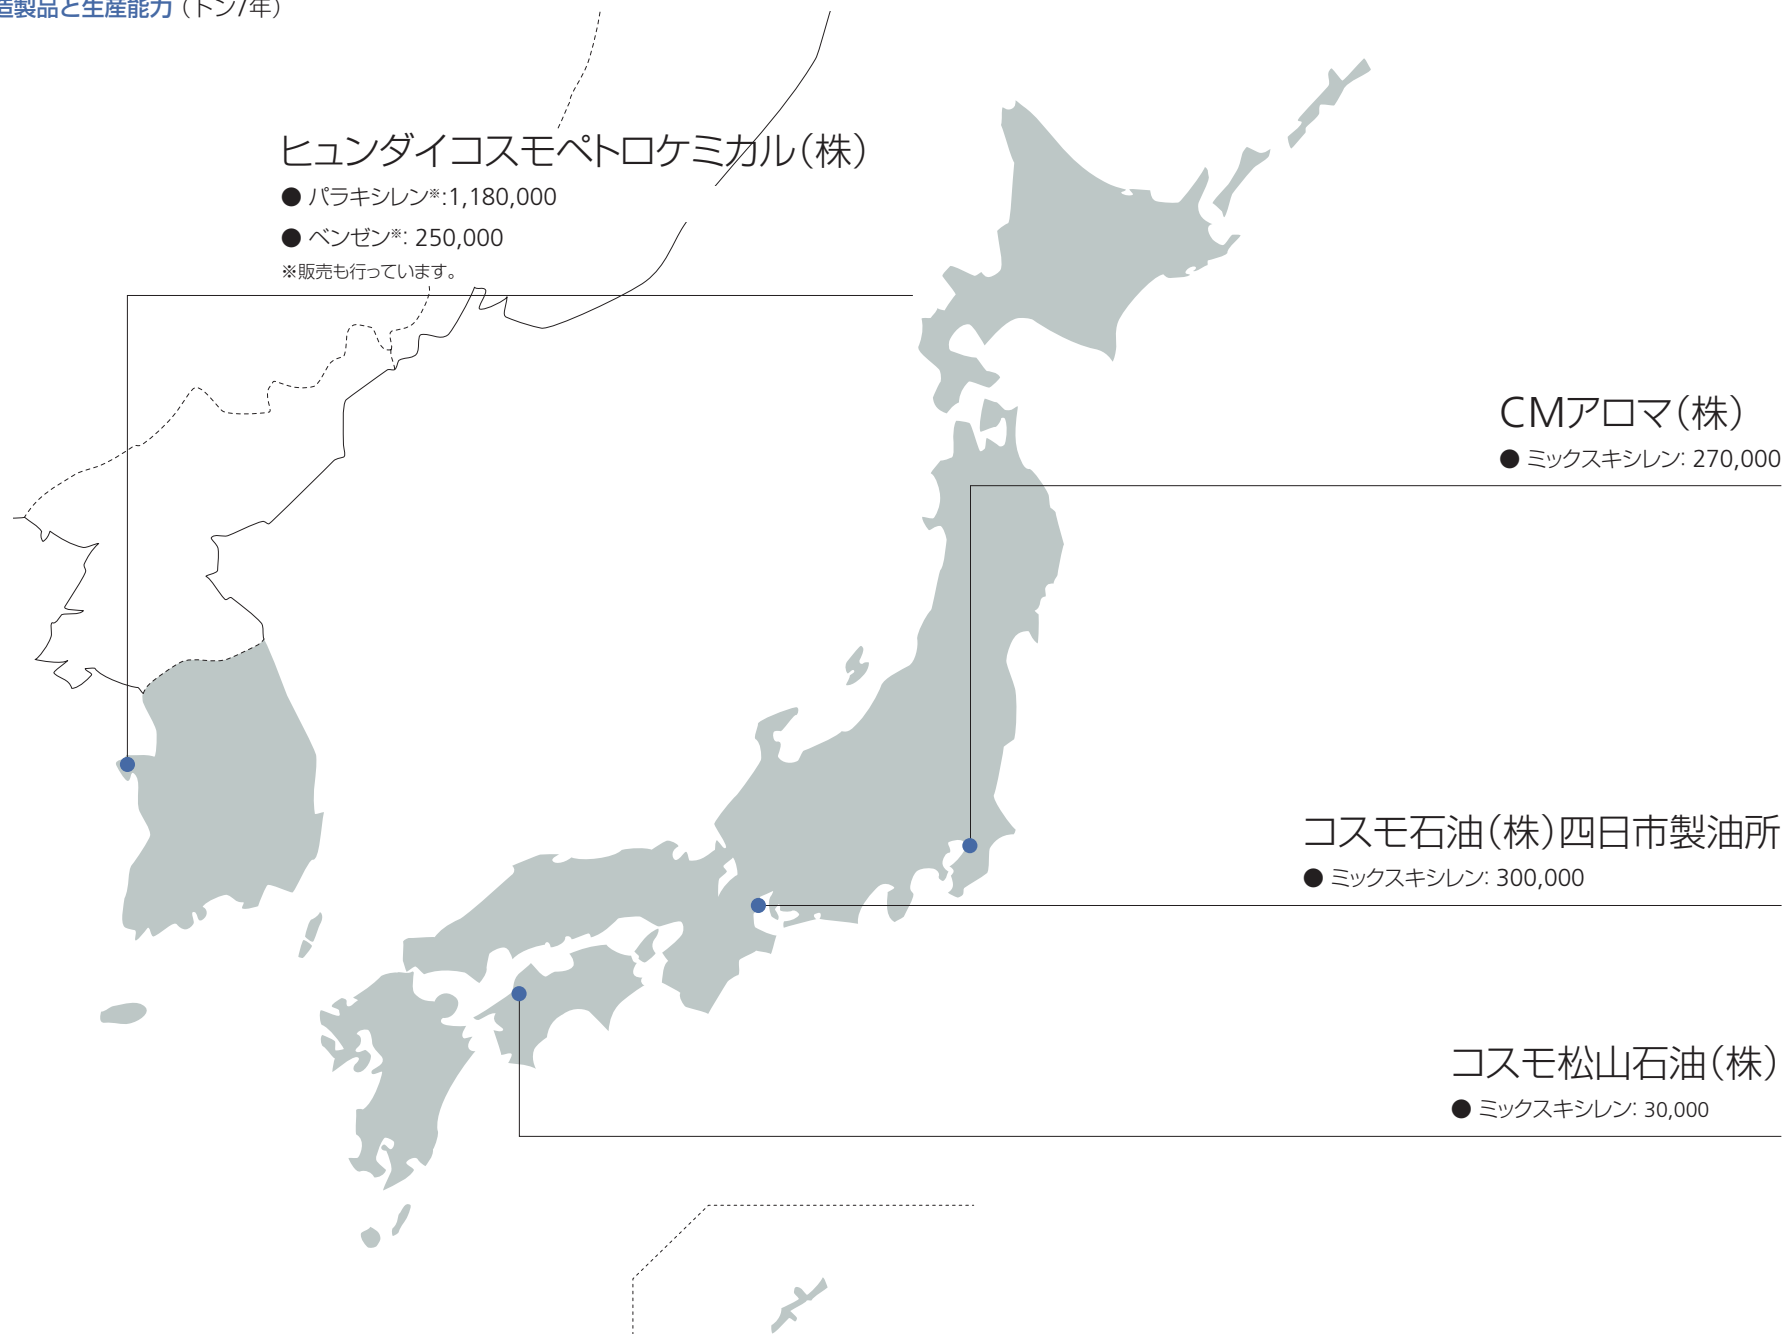 造製品と生産能力（トン/年）
ヒュンダイコスモペトロケミカル（株）
● パラキシレン※:1,180,000
● ベンゼン※: 250,000
※販売も行っています。
CMアロマ（株）
● ミックスキシレン: 270,000
コスモ石油（株）四日市製油所
● ミックスキシレン: 300,000
コスモ松山石油（株）
● ミックスキシレン: 30,000